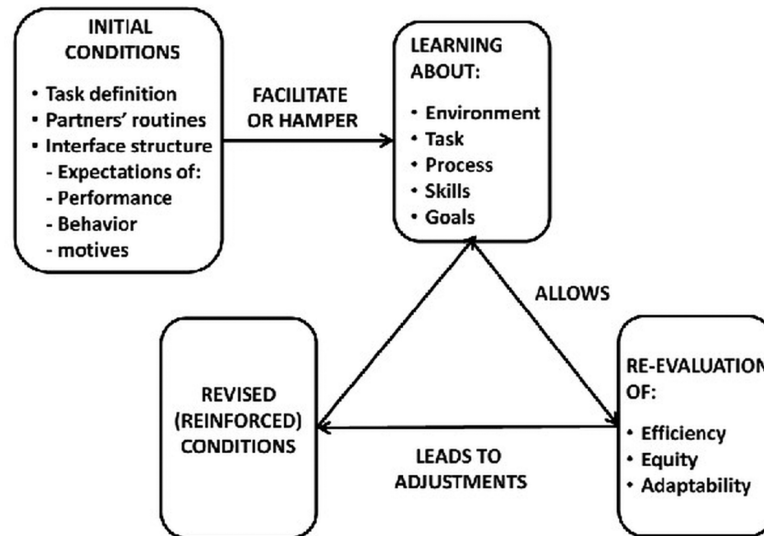 INITIAL
CONDITIONS
• Task definition
• Partners' routines
• Interface structure
- Expectations of:
- Performance
- Behavior
- motives
FACILITATE
OR HAMPER
LEARNING
ABOUT:
• Environment
• Task
• Process
• Skills
• Goals
ALLOWS
RE-EVALUATION
OF:
• Efficiency
• Equity
• Adaptability
REVISED
(REINFORCED)
CONDITIONS
LEADS TO
ADJUSTMENTS